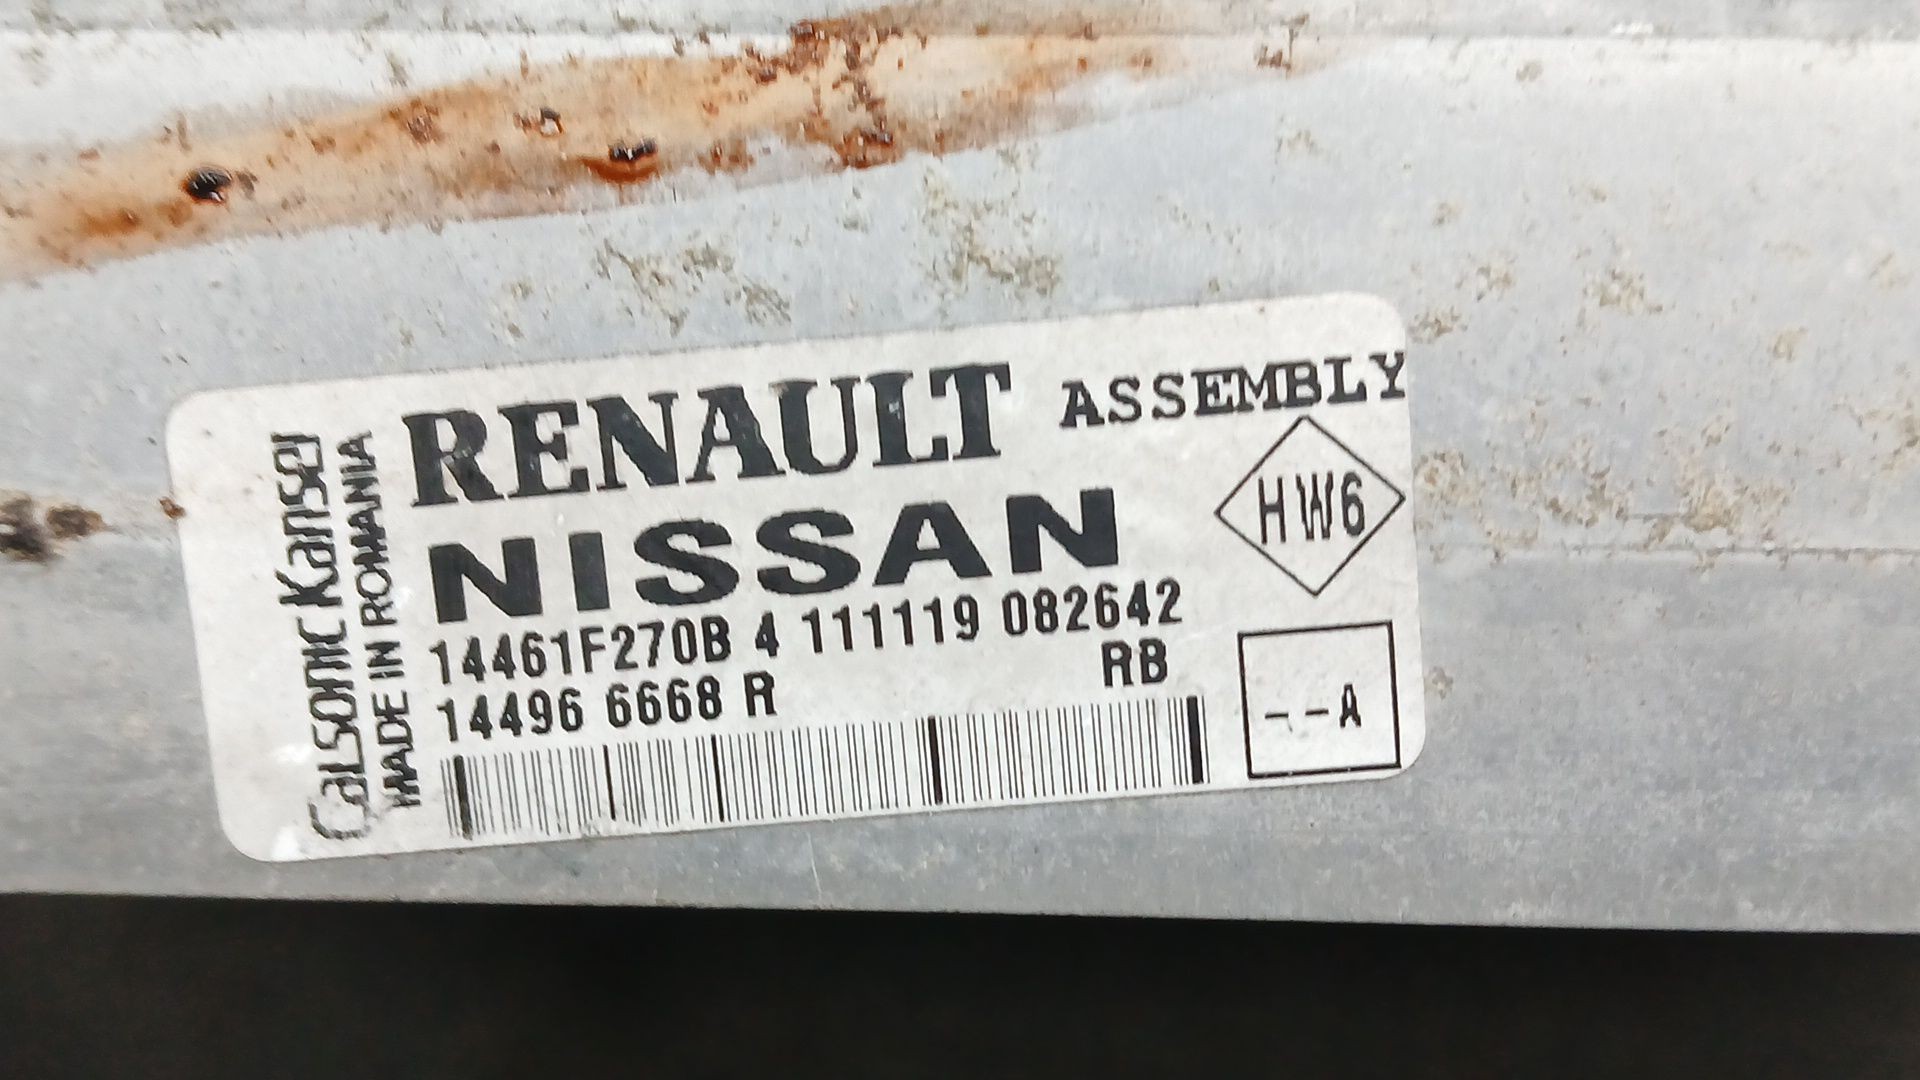 RENAULT ASSEMBLY
NISSAN
HW6
14461F270B 4 111119 082642
14496 6668 R RB
--A
Calsonic Kansei
MADE IN ROMANIA